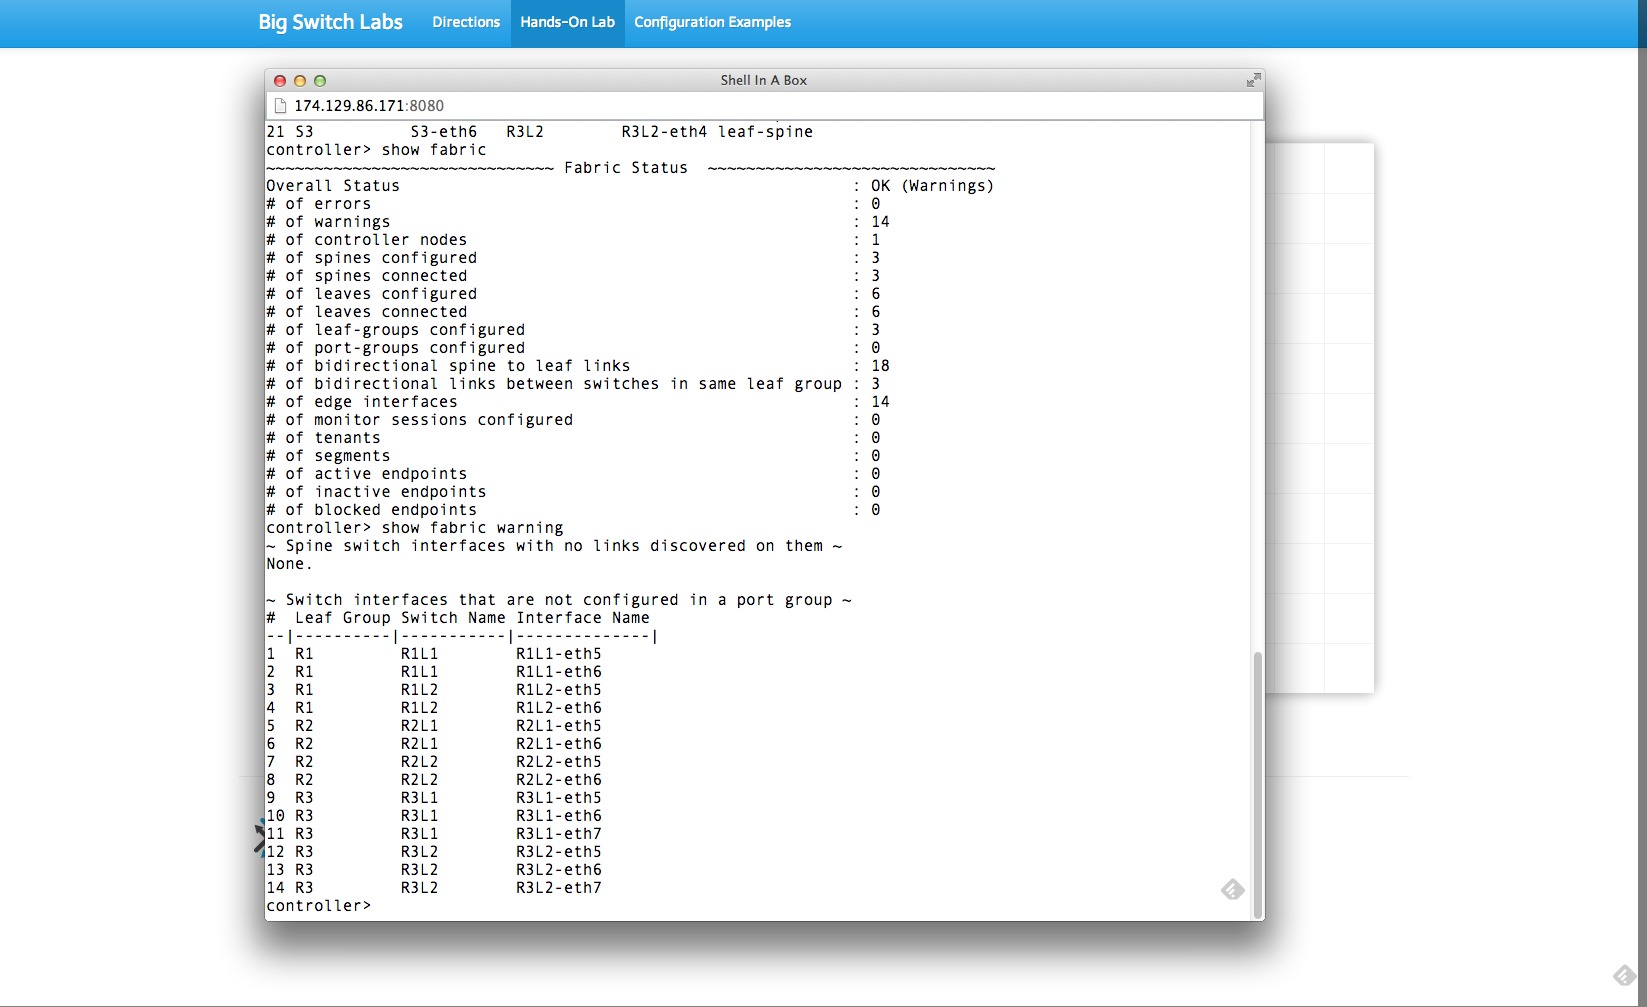 Big Switch Labs Directions Hands-On Lab Configuration Examples
Shell In A Box
174.129.86.171:8080
21 S3 S3-eth6 R3L2 R3L2-eth4 leaf-spine
controller> show fabric
~~~~~~~~~~~~~~~~~~~~~~~~~~~~~~ Fabric Status ~~~~~~~~~~~~~~~~~~~~~~~~~~~~~~
Overall Status : OK (Warnings)
# of errors : 0
# of warnings : 14
# of controller nodes : 1
# of spines configured : 3
# of spines connected : 3
# of leaves configured : 6
# of leaves connected : 6
# of leaf-groups configured : 3
# of port-groups configured : 0
# of bidirectional spine to leaf links : 18
# of bidirectional links between switches in same leaf group : 3
# of edge interfaces : 14
# of monitor sessions configured : 0
# of tenants : 0
# of segments : 0
# of active endpoints : 0
# of inactive endpoints : 0
# of blocked endpoints : 0
controller> show fabric warning
~ Spine switch interfaces with no links discovered on them ~
None.
~ Switch interfaces that are not configured in a port group ~
# Leaf Group Switch Name Interface Name
--|----------|-----------|--------------|
1 R1 R1L1 R1L1-eth5
2 R1 R1L1 R1L1-eth6
3 R1 R1L2 R1L2-eth5
4 R1 R1L2 R1L2-eth6
5 R2 R2L1 R2L1-eth5
6 R2 R2L1 R2L1-eth6
7 R2 R2L2 R2L2-eth5
8 R2 R2L2 R2L2-eth6
9 R3 R3L1 R3L1-eth5
10 R3 R3L1 R3L1-eth6
11 R3 R3L1 R3L1-eth7
12 R3 R3L2 R3L2-eth5
13 R3 R3L2 R3L2-eth6
14 R3 R3L2 R3L2-eth7
controller>